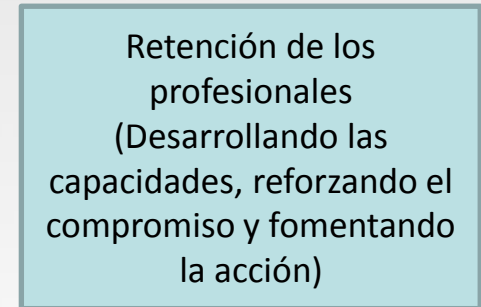 Retención de los
profesionales
(Desarrollando las
capacidades, reforzando el
compromiso y fomentando
la acción)